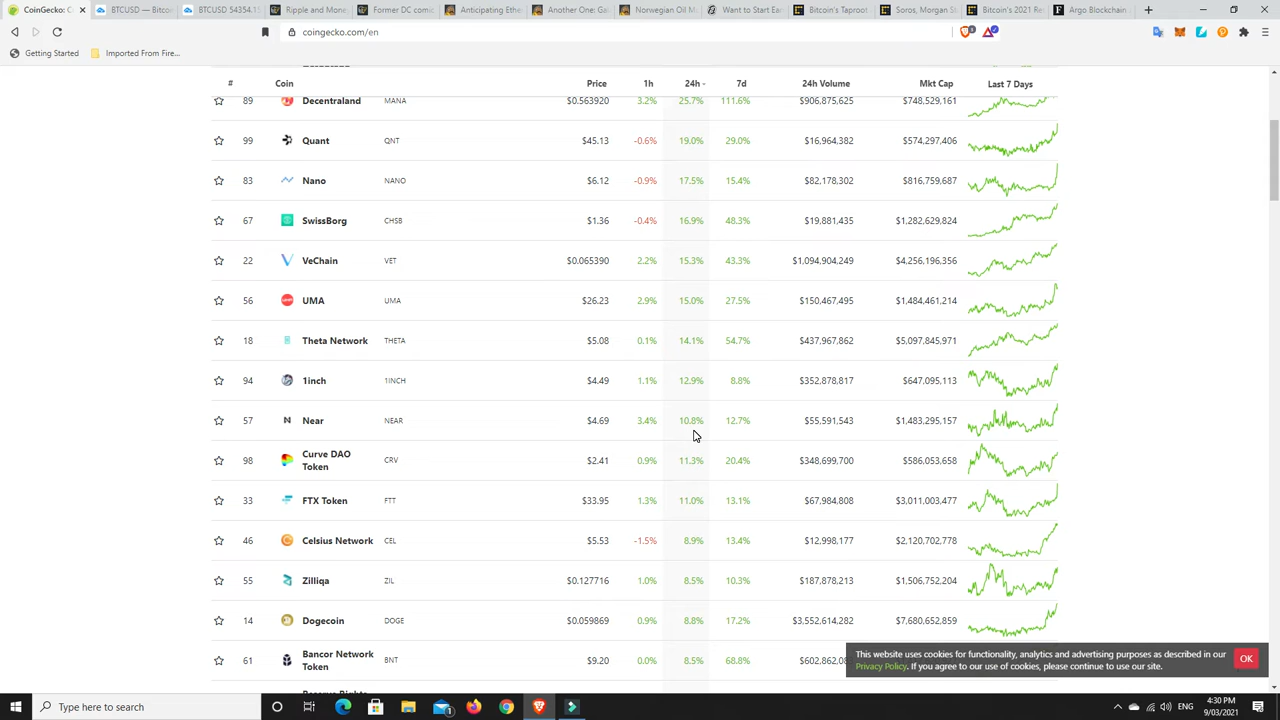 CoinGecko: C
BTCUSD — Bitcoi
BTCUSD 54354.1
Ripple and Mone
Former DC comic
Anticipating Ether
Another One: Ga
Norwegian Oil M
Want to Start Ear
Bitcoin's Taproot
Soros, Morgan St
Bitcoin's 2021 Re
Argo Blockchain
coingecko.com/en
Getting Started
Imported From Fire...
# Coin Price 1h 24h 7d 24h Volume Mkt Cap Last 7 Days
89 Decentraland MANA $0.563920 3.2% 25.7% 111.6% $906,875,625 $748,529,161
99 Quant QNT $45.13 -0.6% 19.0% 29.0% $16,964,382 $574,297,406
83 Nano NANO $6.12 -0.9% 17.5% 15.4% $82,178,302 $816,759,687
67 SwissBorg CHSB $1.36 -0.4% 16.9% 48.3% $19,881,435 $1,282,629,824
22 VeChain VET $0.065390 2.2% 15.3% 43.3% $1,094,904,249 $4,256,196,356
56 UMA UMA $26.23 2.9% 15.0% 27.5% $150,467,495 $1,484,461,214
18 Theta Network THETA $5.08 0.1% 14.1% 54.7% $437,967,862 $5,097,845,971
94 1inch 1INCH $4.49 1.1% 12.9% 8.8% $352,878,817 $647,095,113
57 Near NEAR $4.69 3.4% 10.8% 12.7% $55,591,543 $1,483,295,157
98 Curve DAO Token CRV $2.41 0.9% 11.3% 20.4% $348,699,700 $586,053,658
33 FTX Token FTT $33.95 1.3% 11.0% 13.1% $67,984,808 $3,011,003,477
46 Celsius Network CEL $5.53 -1.5% 8.9% 13.4% $12,998,177 $2,120,702,778
55 Zilliqa ZIL $0.127716 1.0% 8.5% 10.3% $187,878,213 $1,506,752,204
14 Dogecoin DOGE $0.059869 0.9% 8.8% 17.2% $3,552,614,282 $7,680,652,859
61 Bancor Network Token BNT $9.20 0.0% 8.5% 68.8% $602,862,0
This website uses cookies for functionality, analytics and advertising purposes as described in our
Privacy Policy. If you agree to our use of cookies, please continue to use our site.
OK
Type here to search
ENG
4:30 PM
9/03/2021